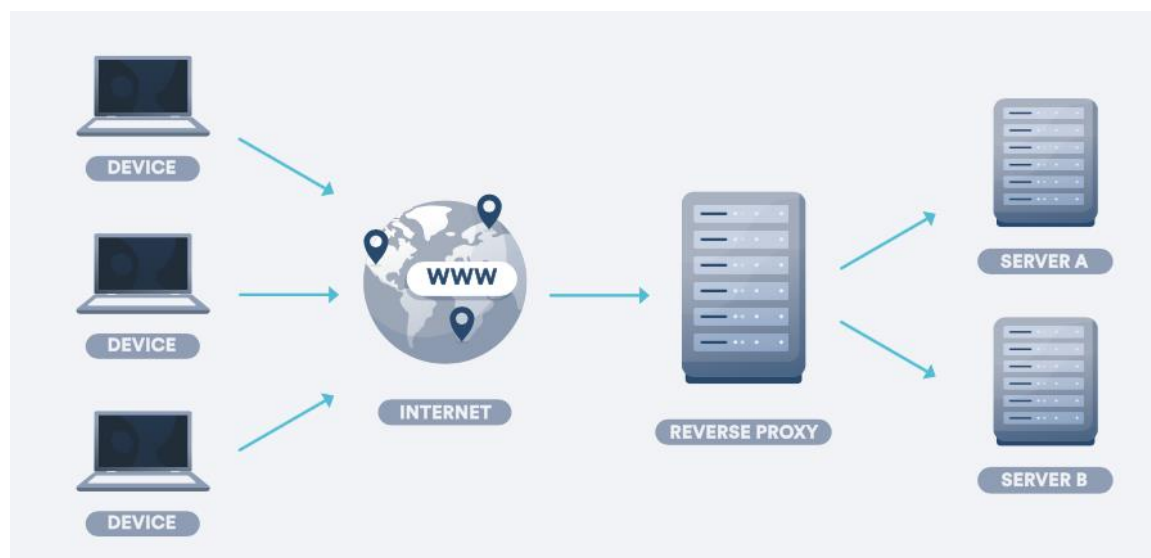 DEVICE
DEVICE
DEVICE
WWW
INTERNET
REVERSE PROXY
SERVER A
SERVER B